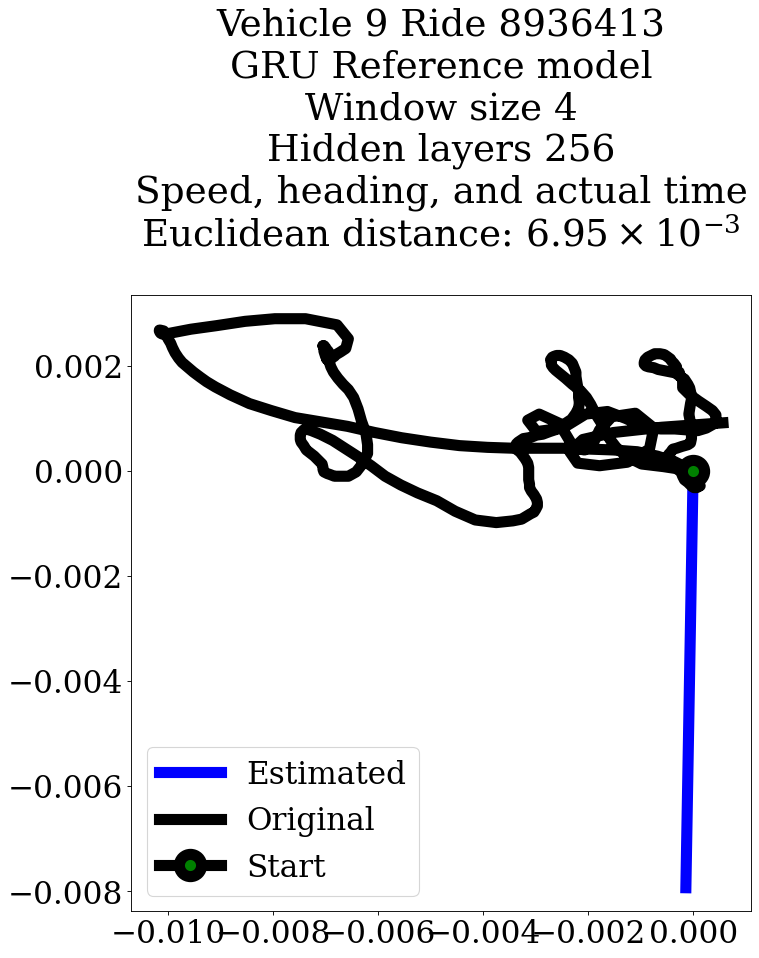 Vehicle 9 Ride 8936413
GRU Reference model
Window size 4
Hidden layers 256
Speed, heading, and actual time
Euclidean distance: 6.95 × 10⁻³
0.002
0.000
−0.002
−0.004
−0.006
−0.008
Estimated
Original
Start
−0.010 −0.008 −0.006 −0.004 −0.002 0.000